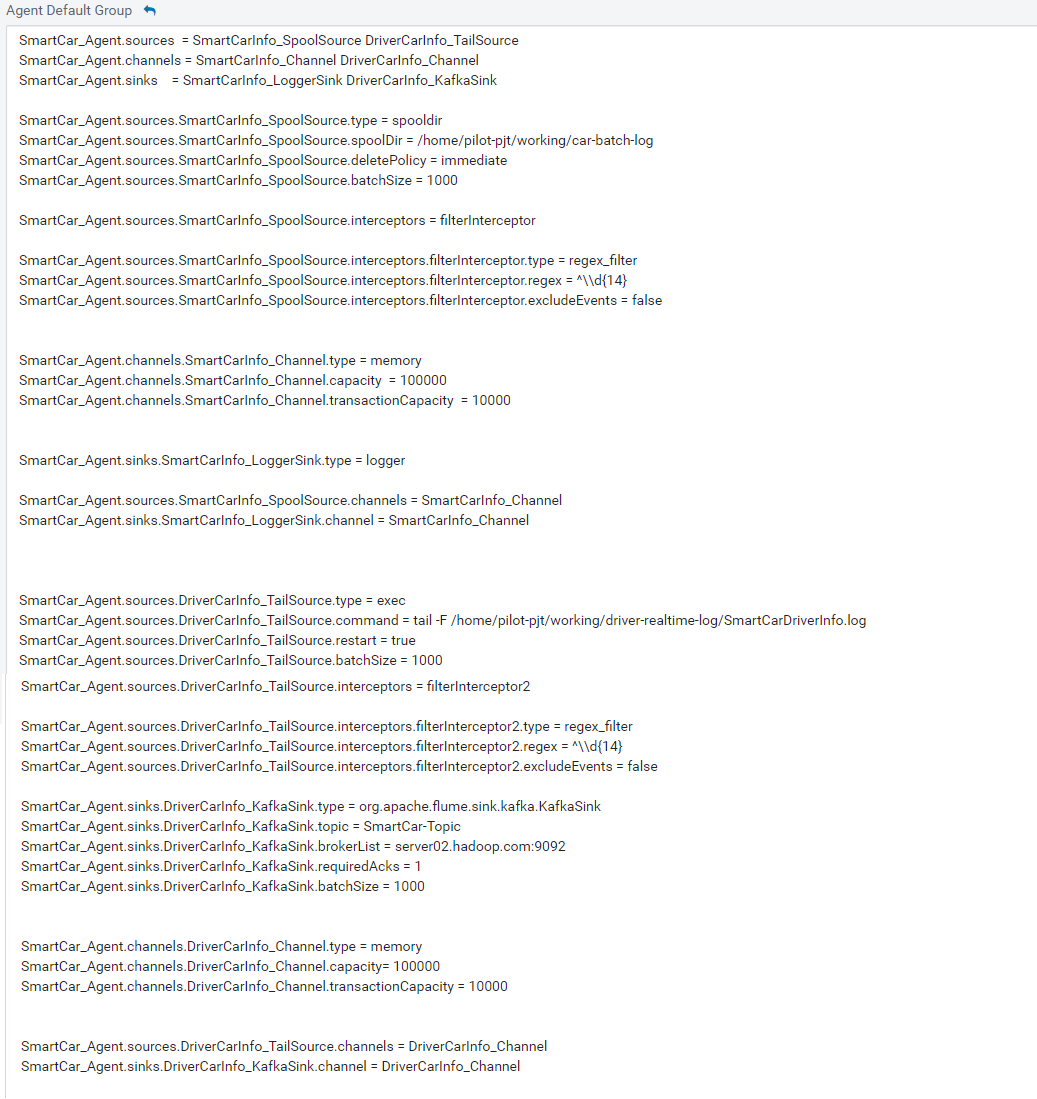 Agent Default Group
SmartCar_Agent.sources = SmartCarInfo_SpoolSource DriverCarInfo_TailSource
SmartCar_Agent.channels = SmartCarInfo_Channel DriverCarInfo_Channel
SmartCar_Agent.sinks = SmartCarInfo_LoggerSink DriverCarInfo_KafkaSink
SmartCar_Agent.sources.SmartCarInfo_SpoolSource.type = spooldir
SmartCar_Agent.sources.SmartCarInfo_SpoolSource.spoolDir = /home/pilot-pjt/working/car-batch-log
SmartCar_Agent.sources.SmartCarInfo_SpoolSource.deletePolicy = immediate
SmartCar_Agent.sources.SmartCarInfo_SpoolSource.batchSize = 1000
SmartCar_Agent.sources.SmartCarInfo_SpoolSource.interceptors = filterInterceptor
SmartCar_Agent.sources.SmartCarInfo_SpoolSource.interceptors.filterInterceptor.type = regex_filter
SmartCar_Agent.sources.SmartCarInfo_SpoolSource.interceptors.filterInterceptor.regex = ^\\d{14}
SmartCar_Agent.sources.SmartCarInfo_SpoolSource.interceptors.filterInterceptor.excludeEvents = false
SmartCar_Agent.channels.SmartCarInfo_Channel.type = memory
SmartCar_Agent.channels.SmartCarInfo_Channel.capacity = 100000
SmartCar_Agent.channels.SmartCarInfo_Channel.transactionCapacity = 10000
SmartCar_Agent.sinks.SmartCarInfo_LoggerSink.type = logger
SmartCar_Agent.sources.SmartCarInfo_SpoolSource.channels = SmartCarInfo_Channel
SmartCar_Agent.sinks.SmartCarInfo_LoggerSink.channel = SmartCarInfo_Channel
SmartCar_Agent.sources.DriverCarInfo_TailSource.type = exec
SmartCar_Agent.sources.DriverCarInfo_TailSource.command = tail -F /home/pilot-pjt/working/driver-realtime-log/SmartCarDriverInfo.log
SmartCar_Agent.sources.DriverCarInfo_TailSource.restart = true
SmartCar_Agent.sources.DriverCarInfo_TailSource.batchSize = 1000
SmartCar_Agent.sources.DriverCarInfo_TailSource.interceptors = filterInterceptor2
SmartCar_Agent.sources.DriverCarInfo_TailSource.interceptors.filterInterceptor2.type = regex_filter
SmartCar_Agent.sources.DriverCarInfo_TailSource.interceptors.filterInterceptor2.regex = ^\\d{14}
SmartCar_Agent.sources.DriverCarInfo_TailSource.interceptors.filterInterceptor2.excludeEvents = false
SmartCar_Agent.sinks.DriverCarInfo_KafkaSink.type = org.apache.flume.sink.kafka.KafkaSink
SmartCar_Agent.sinks.DriverCarInfo_KafkaSink.topic = SmartCar-Topic
SmartCar_Agent.sinks.DriverCarInfo_KafkaSink.brokerList = server02.hadoop.com:9092
SmartCar_Agent.sinks.DriverCarInfo_KafkaSink.requiredAcks = 1
SmartCar_Agent.sinks.DriverCarInfo_KafkaSink.batchSize = 1000
SmartCar_Agent.channels.DriverCarInfo_Channel.type = memory
SmartCar_Agent.channels.DriverCarInfo_Channel.capacity= 100000
SmartCar_Agent.channels.DriverCarInfo_Channel.transactionCapacity = 10000
SmartCar_Agent.sources.DriverCarInfo_TailSource.channels = DriverCarInfo_Channel
SmartCar_Agent.sinks.DriverCarInfo_KafkaSink.channel = DriverCarInfo_Channel